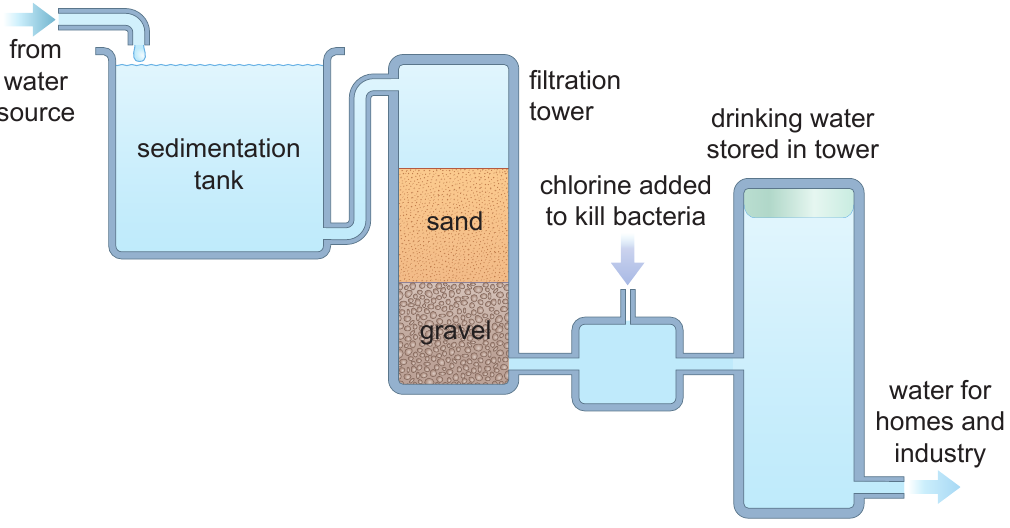 from
water
source
sedimentation
tank
filtration
tower
sand
gravel
chlorine added
to kill bacteria
drinking water
stored in tower
water for
homes and
industry